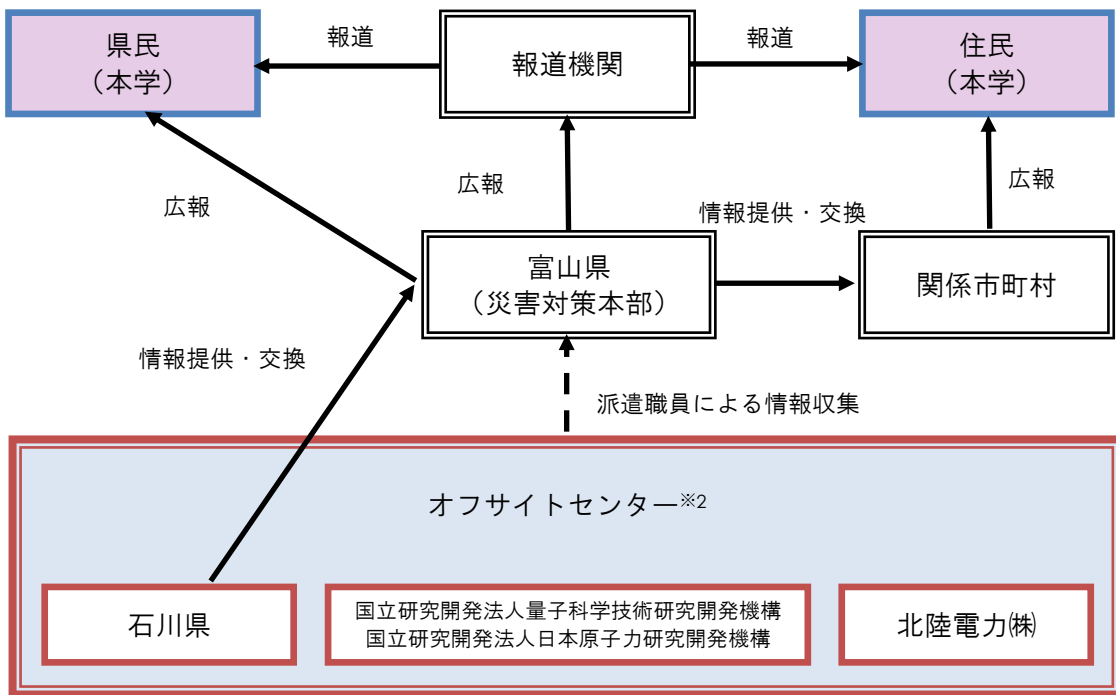 県民
（本学）
報道
報道機関
報道
住民
（本学）
広報
広報
情報提供・交換
広報
富山県
（災害対策本部）
関係市町村
情報提供・交換
派遣職員による情報収集
オフサイトセンター※2
石川県
国立研究開発法人量子科学技術研究開発機構
国立研究開発法人日本原子力研究開発機構
北陸電力㈱